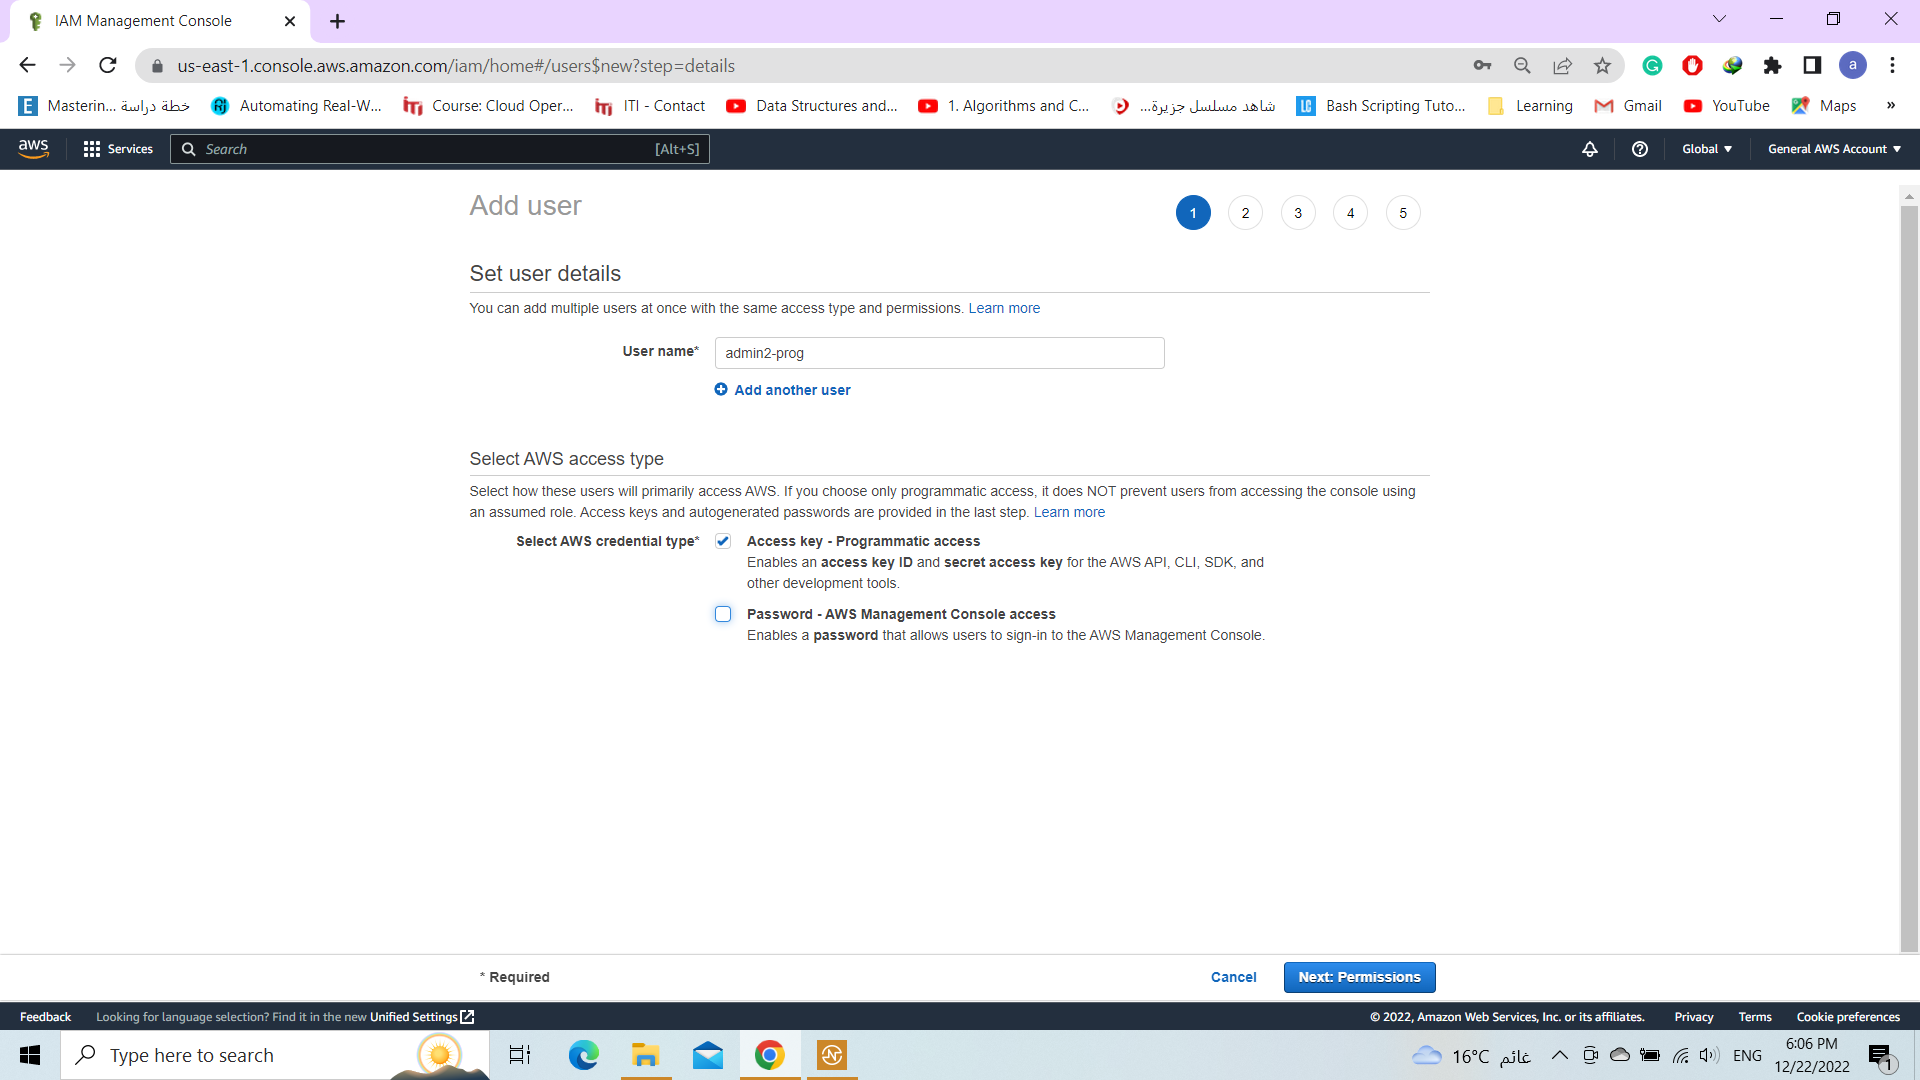 IAM Management Console
us-east-1.console.aws.amazon.com/iam/home#/users$new?step=details
a
E Masterin... خطة دراسة
Automating Real-W...
Course: Cloud Oper...
ITI - Contact
Data Structures and...
1. Algorithms and C...
شاهد مسلسل جزيرة...
LC Bash Scripting Tuto...
Learning
Gmail
YouTube
Maps
»
aws
Services
Search
[Alt+S]
Global
General AWS Account
Add user
1 2 3 4 5
Set user details
You can add multiple users at once with the same access type and permissions. Learn more
User name*
admin2-prog
Add another user
Select AWS access type
Select how these users will primarily access AWS. If you choose only programmatic access, it does NOT prevent users from accessing the console using
an assumed role. Access keys and autogenerated passwords are provided in the last step. Learn more
Select AWS credential type*
Access key - Programmatic access
Enables an access key ID and secret access key for the AWS API, CLI, SDK, and
other development tools.
Password - AWS Management Console access
Enables a password that allows users to sign-in to the AWS Management Console.
* Required
Cancel
Next: Permissions
Feedback
Looking for language selection? Find it in the new Unified Settings
© 2022, Amazon Web Services, Inc. or its affiliates.
Privacy
Terms
Cookie preferences
Type here to search
16°C غائم
ENG
6:06 PM
12/22/2022
1